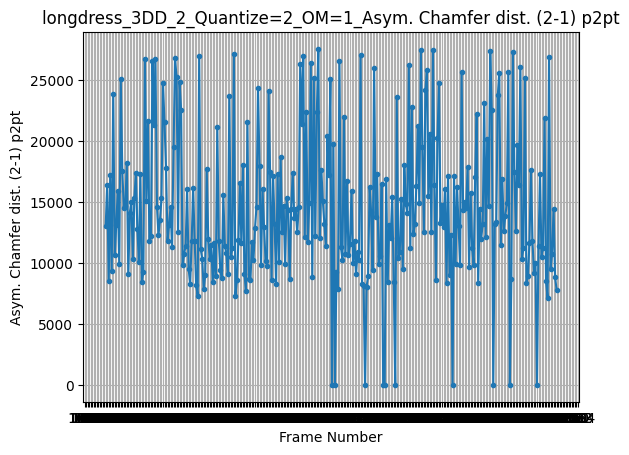 longdress_3DD_2_Quantize=2_OM=1_Asym. Chamfer dist. (2-1) p2pt
25000
20000
15000
10000
5000
0
Asym. Chamfer dist. (2-1) p2pt
Frame Number